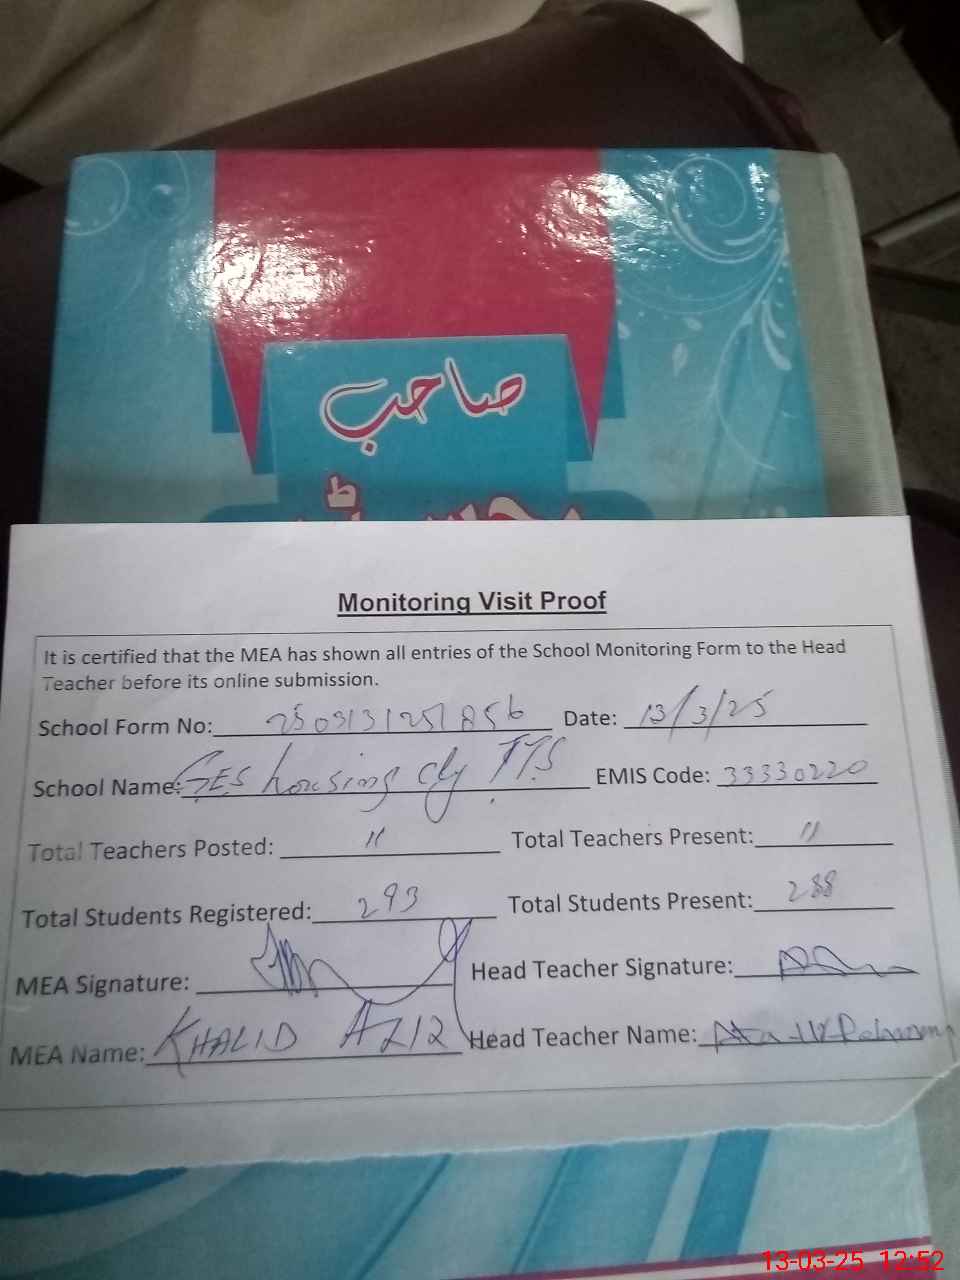 صاحب
رجسٹر
Monitoring Visit Proof
It is certified that the MEA has shown all entries of the School Monitoring Form to the Head
Teacher before its online submission.
School Form No: 2503131251856 Date: 13/3/25
School Name: GES housing cly TTS EMIS Code: 33330220
Total Teachers Posted: 11 Total Teachers Present: 11
Total Students Registered: 293 Total Students Present: 288
MEA Signature: Head Teacher Signature:
MEA Name: KHALID AZIZ Head Teacher Name: Atta-Ur-Rehman
13-03-25 12:52